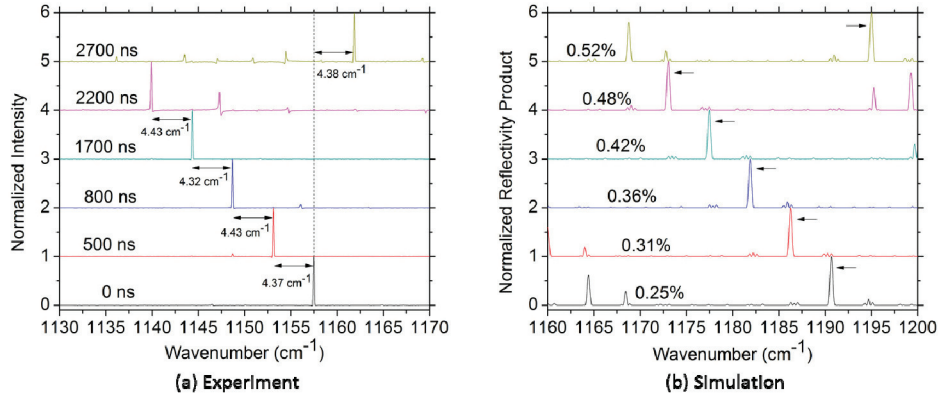 2700 ns
4.38 cm⁻¹
2200 ns
4.43 cm⁻¹
1700 ns
4.32 cm⁻¹
800 ns
4.43 cm⁻¹
500 ns
4.37 cm⁻¹
0 ns
6
5
4
3
2
1
0
Normalized Intensity
1130 1140 1145 1150 1155 1160 1165 1170
Wavenumber (cm⁻¹)
(a) Experiment
0.52%
0.48%
0.42%
0.36%
0.31%
0.25%
6
5
4
3
2
1
0
Normalized Reflectivity Product
1160 1165 1170 1175 1180 1185 1190 1195 1200
Wavenumber (cm⁻¹)
(b) Simulation